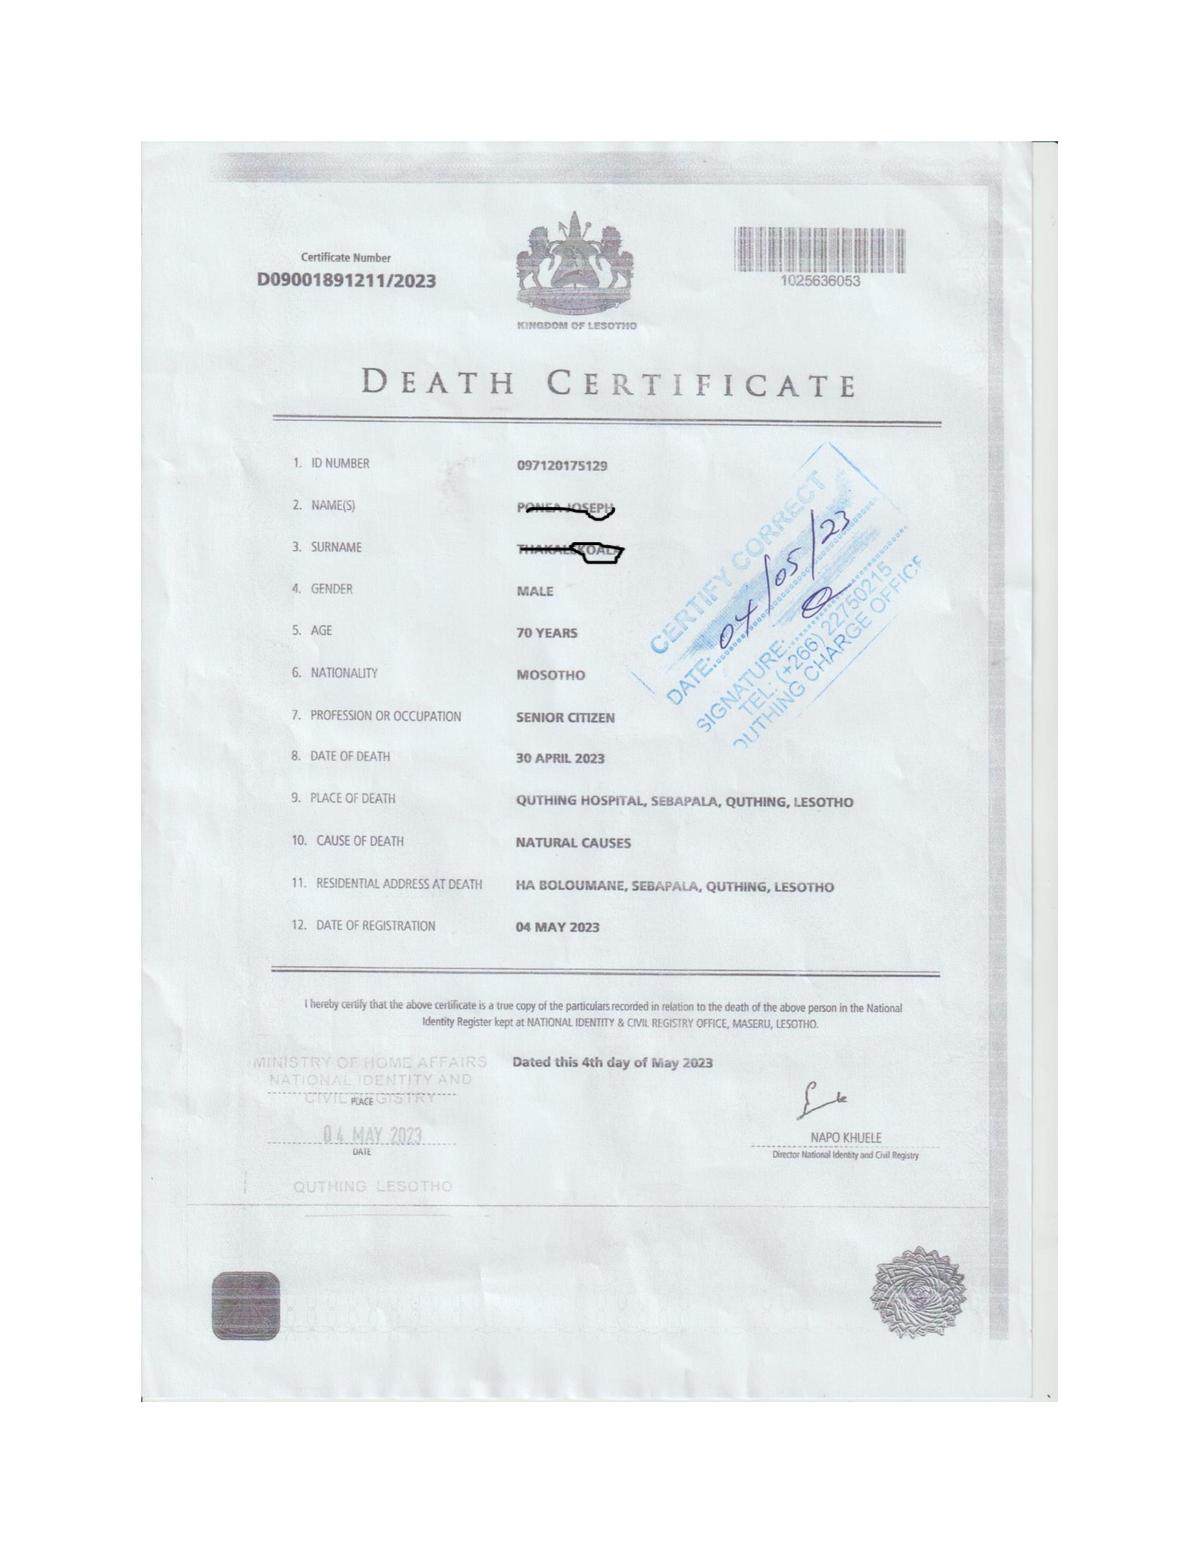 Certificate Number
D09001891211/2023
1025636053
KINGDOM OF LESOTHO
DEATH CERTIFICATE
1. ID NUMBER 097120175129
2. NAME(S)
3. SURNAME
4. GENDER MALE
5. AGE 70 YEARS
6. NATIONALITY MOSOTHO
7. PROFESSION OR OCCUPATION SENIOR CITIZEN
8. DATE OF DEATH 30 APRIL 2023
9. PLACE OF DEATH QUTHING HOSPITAL, SEBAPALA, QUTHING, LESOTHO
10. CAUSE OF DEATH NATURAL CAUSES
11. RESIDENTIAL ADDRESS AT DEATH HA BOLOUMANE, SEBAPALA, QUTHING, LESOTHO
12. DATE OF REGISTRATION 04 MAY 2023
CERTIFY CORRECT
DATE: 04/05/23
SIGNATURE:
TEL: (+266) 22750215
QUTHING CHARGE OFFICE
I hereby certify that the above certificate is a true copy of the particulars recorded in relation to the death of the above person in the National
Identity Register kept at NATIONAL IDENTITY & CIVIL REGISTRY OFFICE, MASERU, LESOTHO.
Dated this 4th day of May 2023
MINISTRY OF HOME AFFAIRS
NATIONAL IDENTITY AND
CIVIL REGISTRY
PLACE
04 MAY 2023
DATE
QUTHING LESOTHO
NAPO KHUELE
Director National Identity and Civil Registry